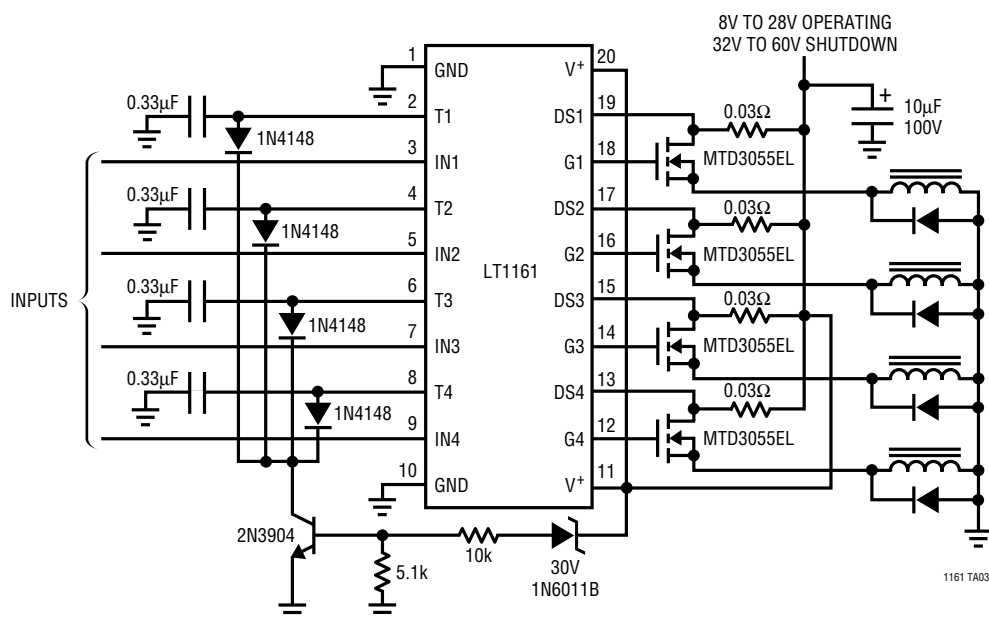 8V TO 28V OPERATING
32V TO 60V SHUTDOWN
1
GND
20
V+
0.33µF
2
T1
19
DS1
0.03Ω
+
10µF
100V
1N4148
3
IN1
18
G1
MTD3055EL
0.33µF
4
T2
17
DS2
0.03Ω
1N4148
5
IN2
16
G2
MTD3055EL
LT1161
INPUTS
0.33µF
6
T3
15
DS3
0.03Ω
1N4148
7
IN3
14
G3
MTD3055EL
0.33µF
8
T4
13
DS4
0.03Ω
1N4148
9
IN4
12
G4
MTD3055EL
10
GND
11
V+
2N3904
10k
5.1k
30V
1N6011B
1161 TA03